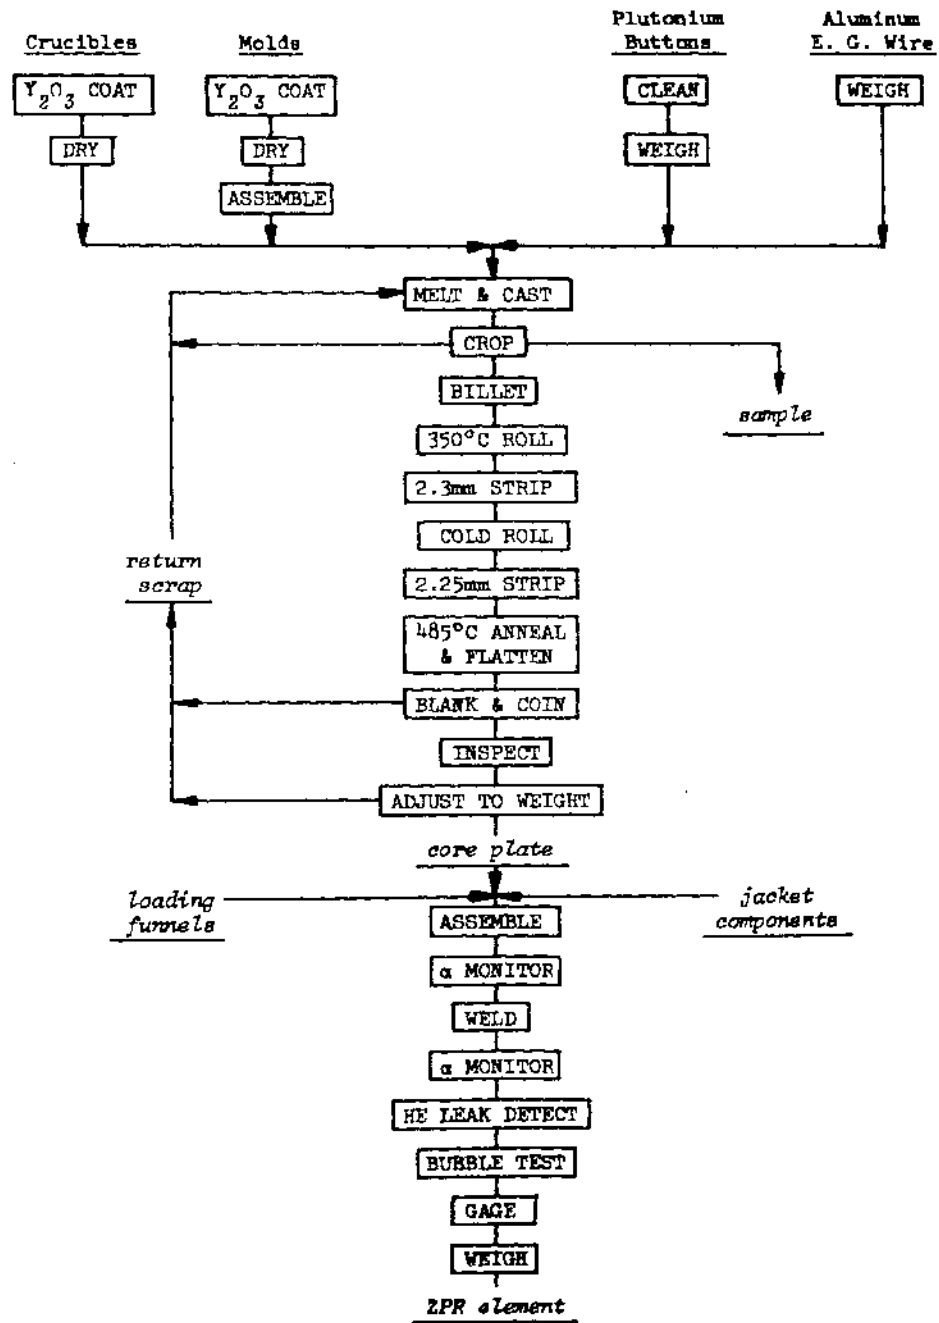 Crucibles
Molds
Plutonium
Buttons
Aluminum
E. G. Wire
Y2O3 COAT
Y2O3 COAT
CLEAN
WEIGH
DRY
DRY
WEIGH
ASSEMBLE
MELT & CAST
CROP
BILLET
sample
350°C ROLL
2.3mm STRIP
COLD ROLL
return
scrap
2.25mm STRIP
485°C ANNEAL
& FLATTEN
BLANK & COIN
INSPECT
ADJUST TO WEIGHT
core plate
loading
funnels
jacket
components
ASSEMBLE
α MONITOR
WELD
α MONITOR
HE LEAK DETECT
BUBBLE TEST
GAGE
WEIGH
ZPR element